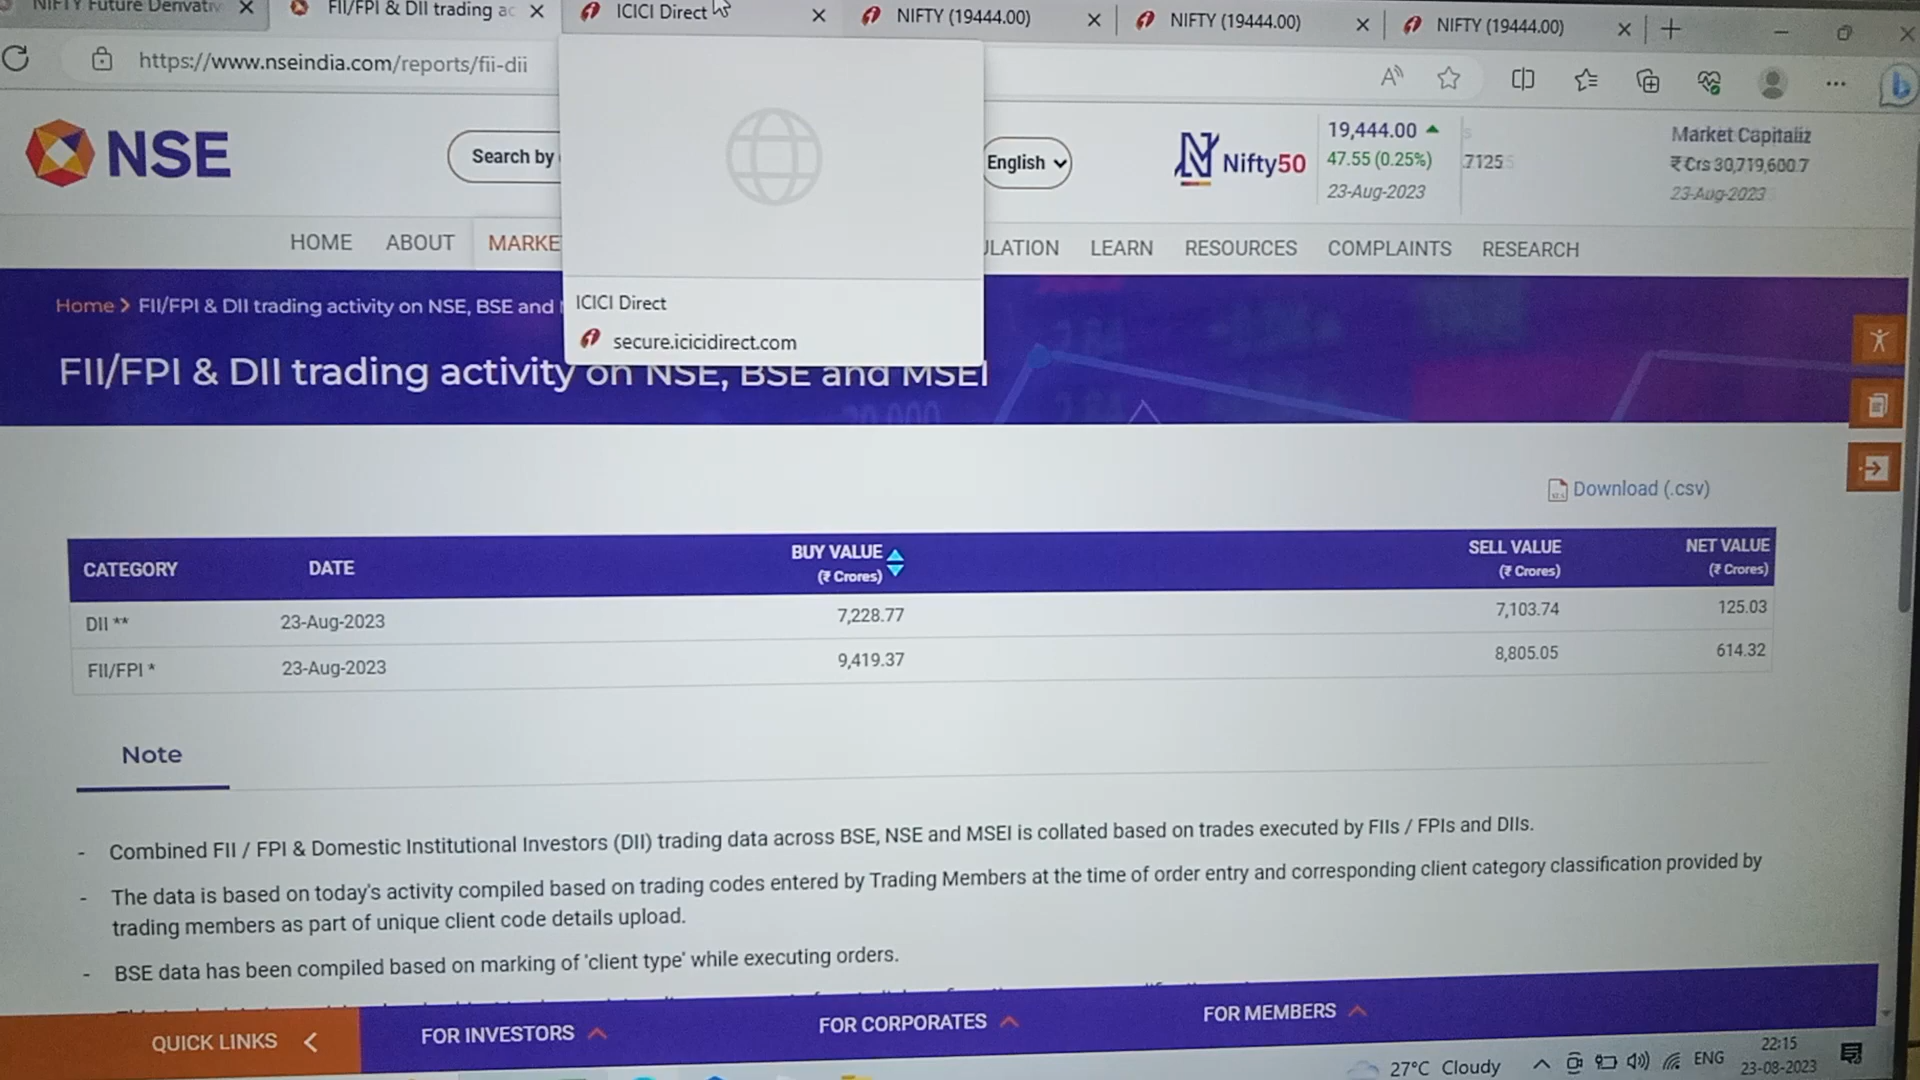 NIFTY Future Derivativ
FII/FPI & DII trading ac
ICICI Direct
NIFTY (19444.00)
NIFTY (19444.00)
NIFTY (19444.00)
https://www.nseindia.com/reports/fii-dii
NSE
Search by
English
Nifty50
19,444.00
47.55 (0.25%)
23-Aug-2023
7125
Market Capitaliz
₹ Crs 30,719,600.7
23-Aug-2023
HOME
ABOUT
MARKE
ULATION
LEARN
RESOURCES
COMPLAINTS
RESEARCH
ICICI Direct
secure.icicidirect.com
Home > FII/FPI & DII trading activity on NSE, BSE and
FII/FPI & DII trading activity on NSE, BSE and MSEI
Download (.csv)
CATEGORY DATE BUY VALUE (₹ Crores) SELL VALUE (₹ Crores) NET VALUE (₹ Crores)
DII ** 23-Aug-2023 7,228.77 7,103.74 125.03
FII/FPI * 23-Aug-2023 9,419.37 8,805.05 614.32
Note
- Combined FII / FPI & Domestic Institutional Investors (DII) trading data across BSE, NSE and MSEI is collated based on trades executed by FIIs / FPIs and DIIs.
- The data is based on today's activity compiled based on trading codes entered by Trading Members at the time of order entry and corresponding client category classification provided by
trading members as part of unique client code details upload.
- BSE data has been compiled based on marking of 'client type' while executing orders.
QUICK LINKS
FOR INVESTORS
FOR CORPORATES
FOR MEMBERS
27°C Cloudy
ENG
22:15
23-08-2023